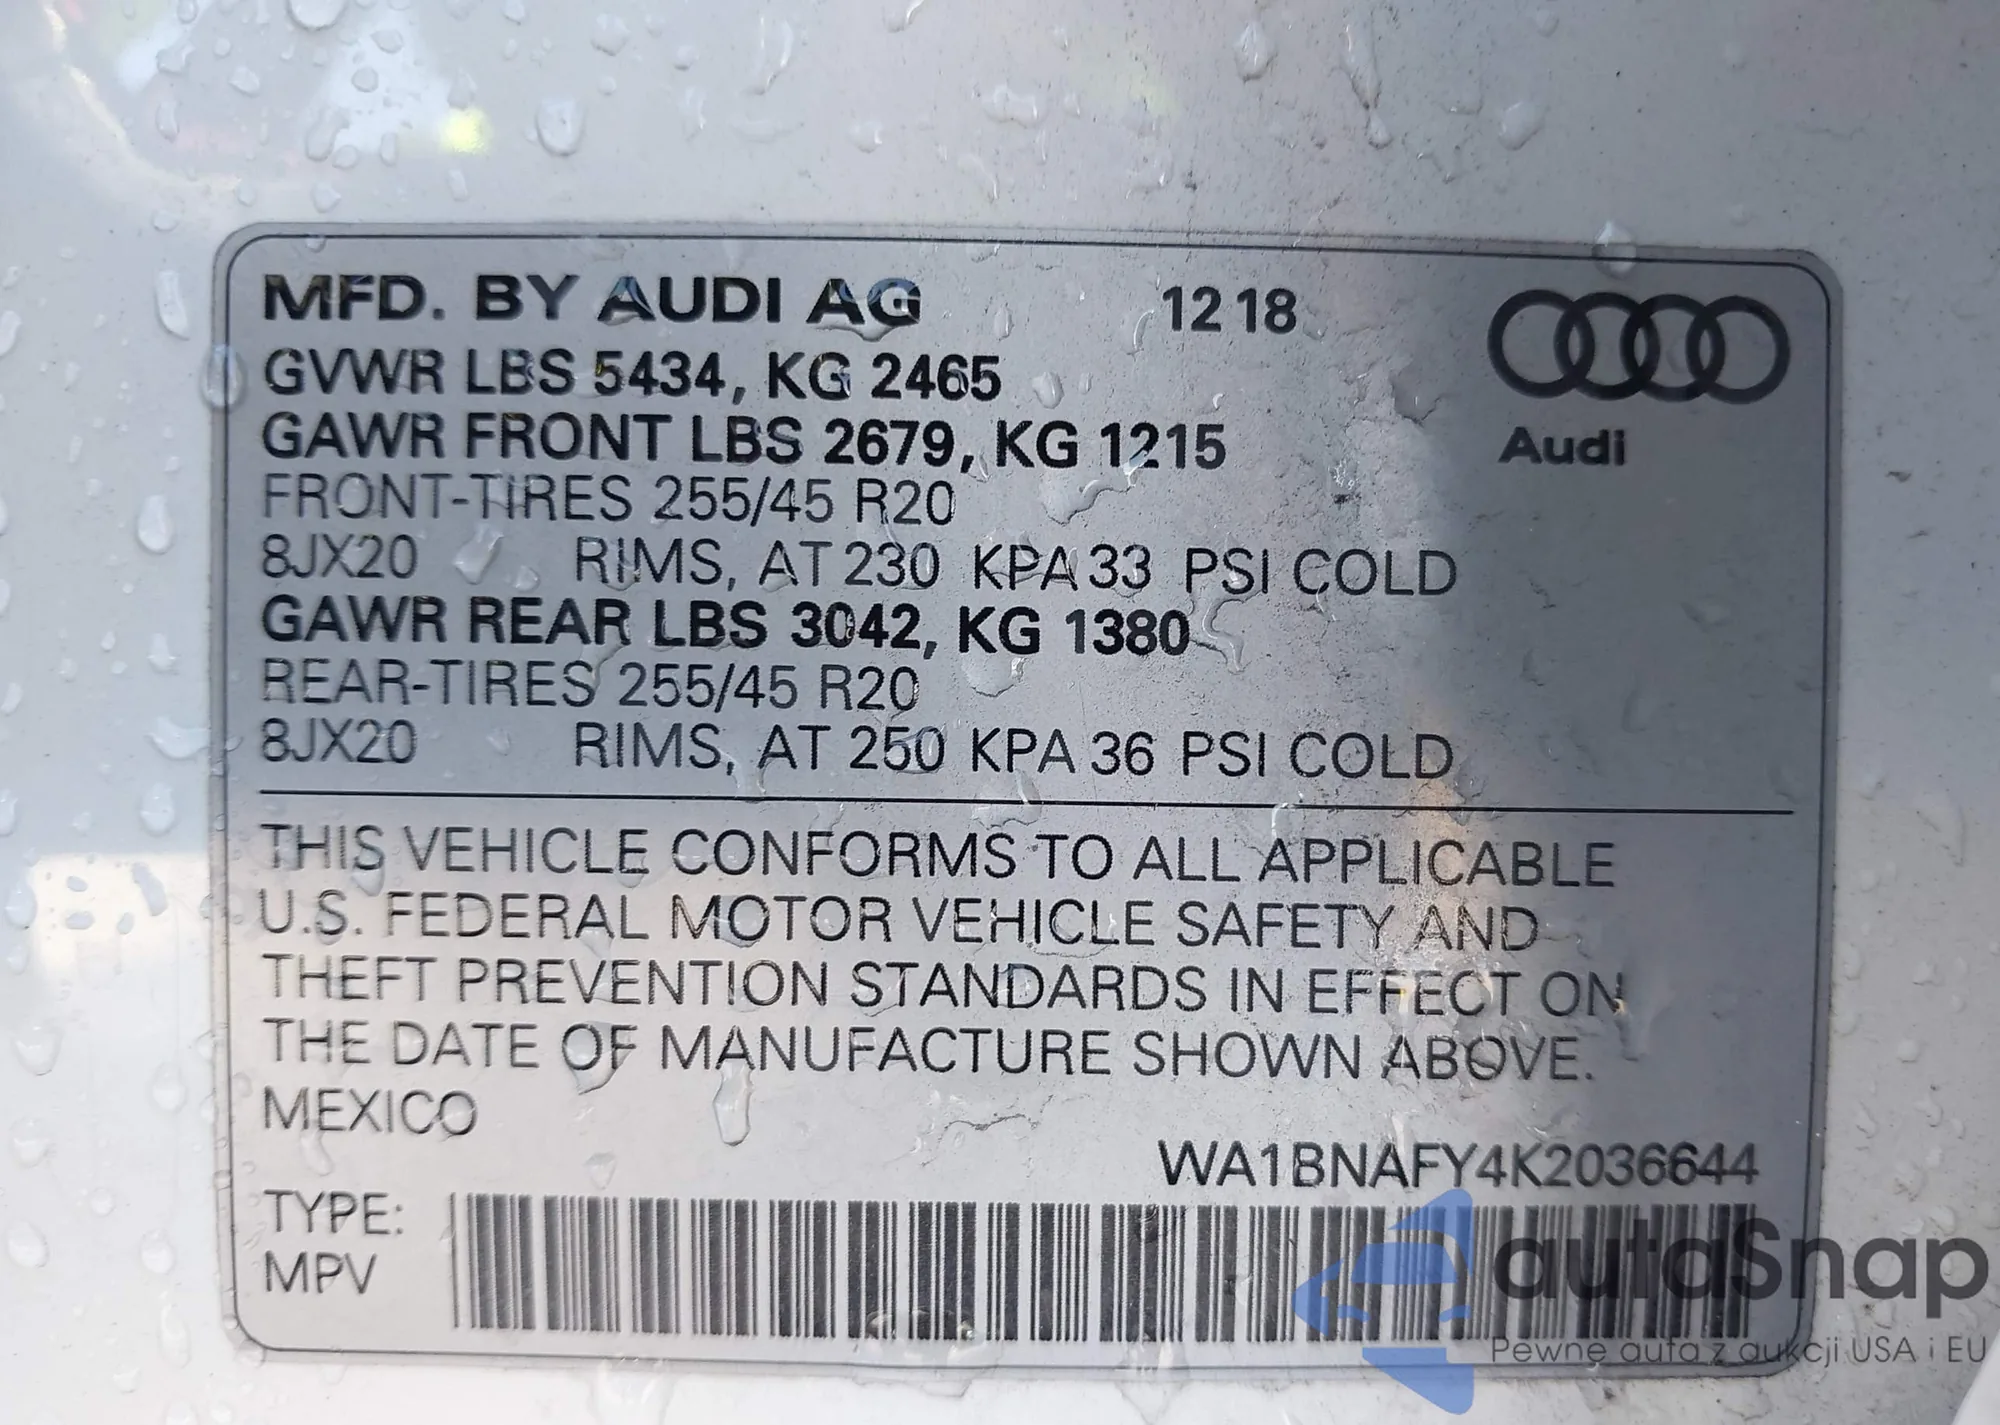 MFD. BY AUDI AG 12 18
GVWR LBS 5434, KG 2465
GAWR FRONT LBS 2679, KG 1215
Audi
FRONT-TIRES 255/45 R20
8JX20 RIMS, AT 230 KPA 33 PSI COLD
GAWR REAR LBS 3042, KG 1380
REAR-TIRES 255/45 R20
8JX20 RIMS, AT 250 KPA 36 PSI COLD
THIS VEHICLE CONFORMS TO ALL APPLICABLE
U.S. FEDERAL MOTOR VEHICLE SAFETY AND
THEFT PREVENTION STANDARDS IN EFFECT ON
THE DATE OF MANUFACTURE SHOWN ABOVE.
MEXICO
WA1BNAFY4K2036644
TYPE:
MPV
autaSnap
Pewne auta z aukcji USA i EU